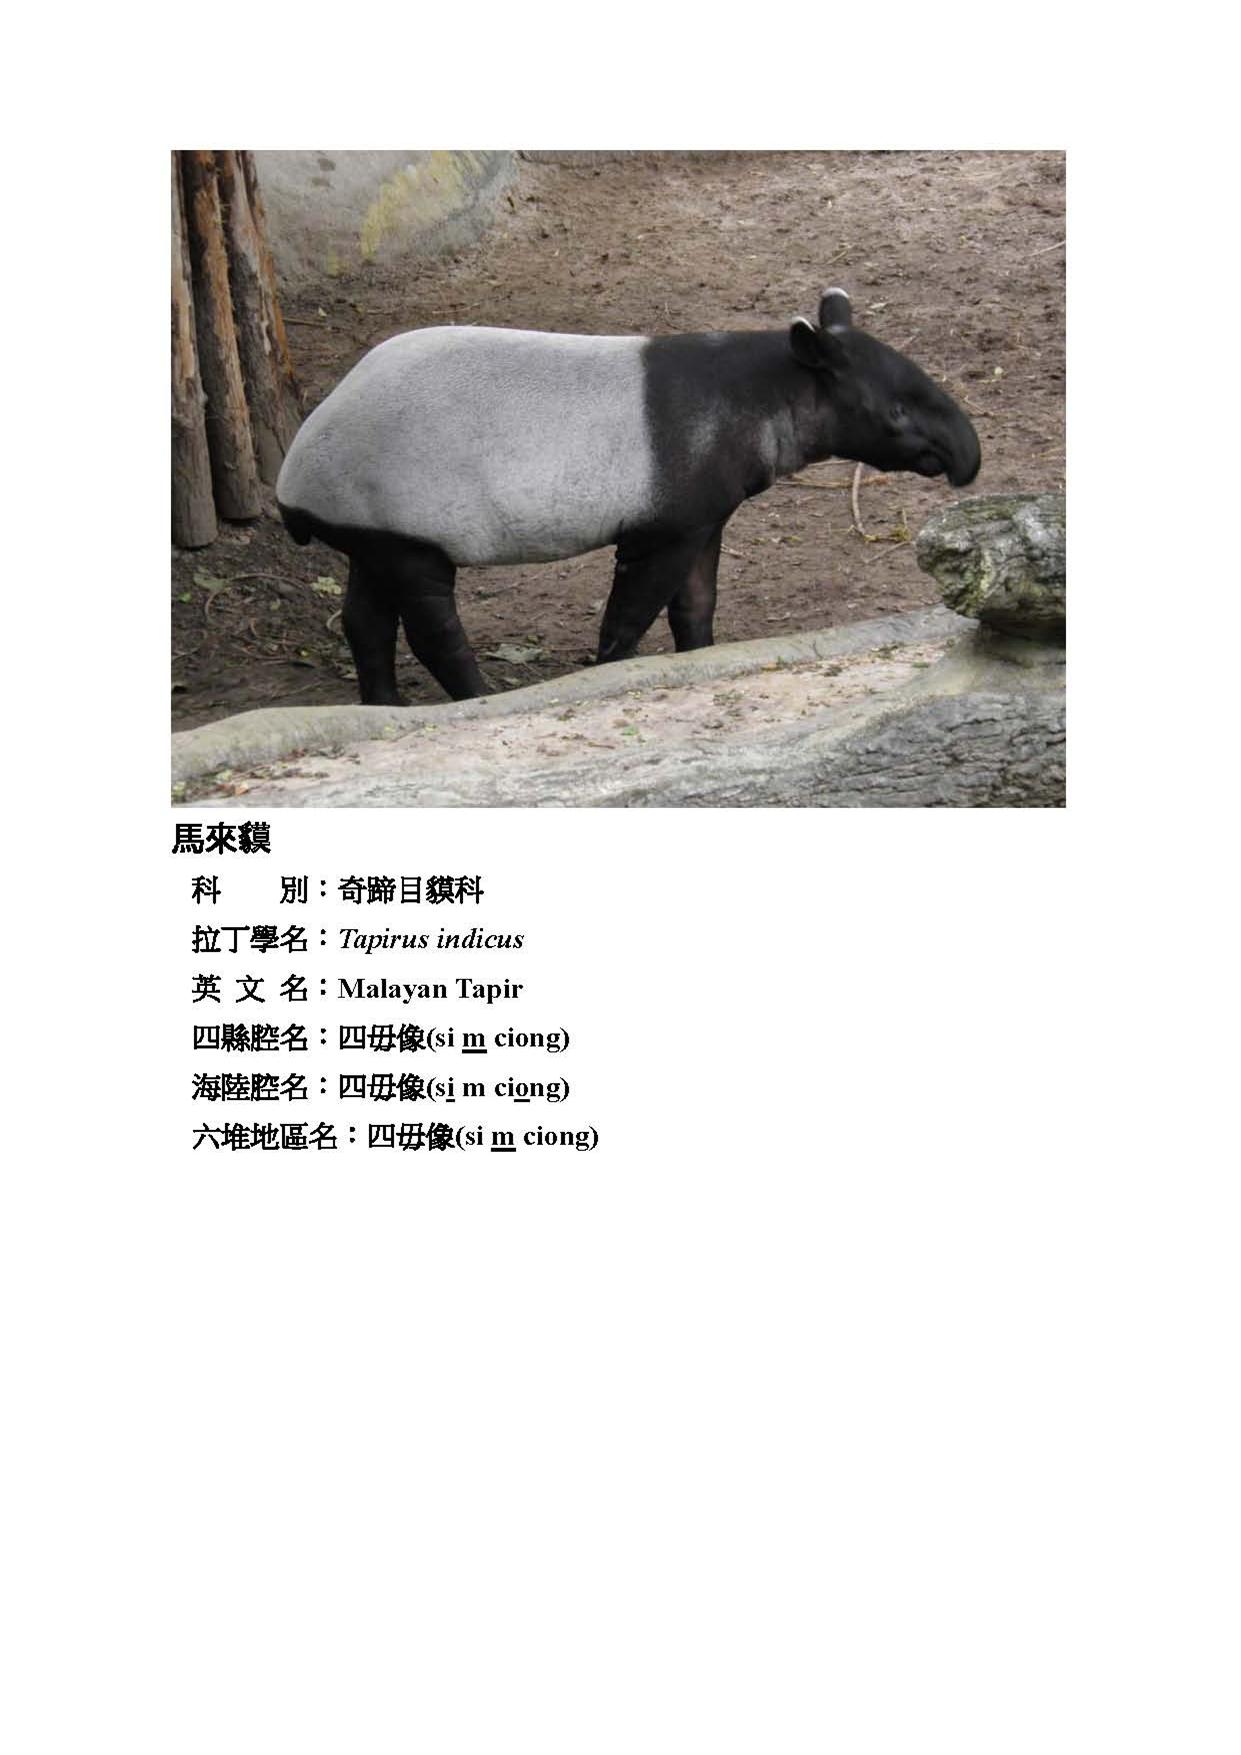 馬來貘
科　　別：奇蹄目貘科
拉丁學名：Tapirus indicus
英 文 名：Malayan Tapir
四縣腔名：四毋像(si m ciong)
海陸腔名：四毋像(si m ciong)
六堆地區名：四毋像(si m ciong)